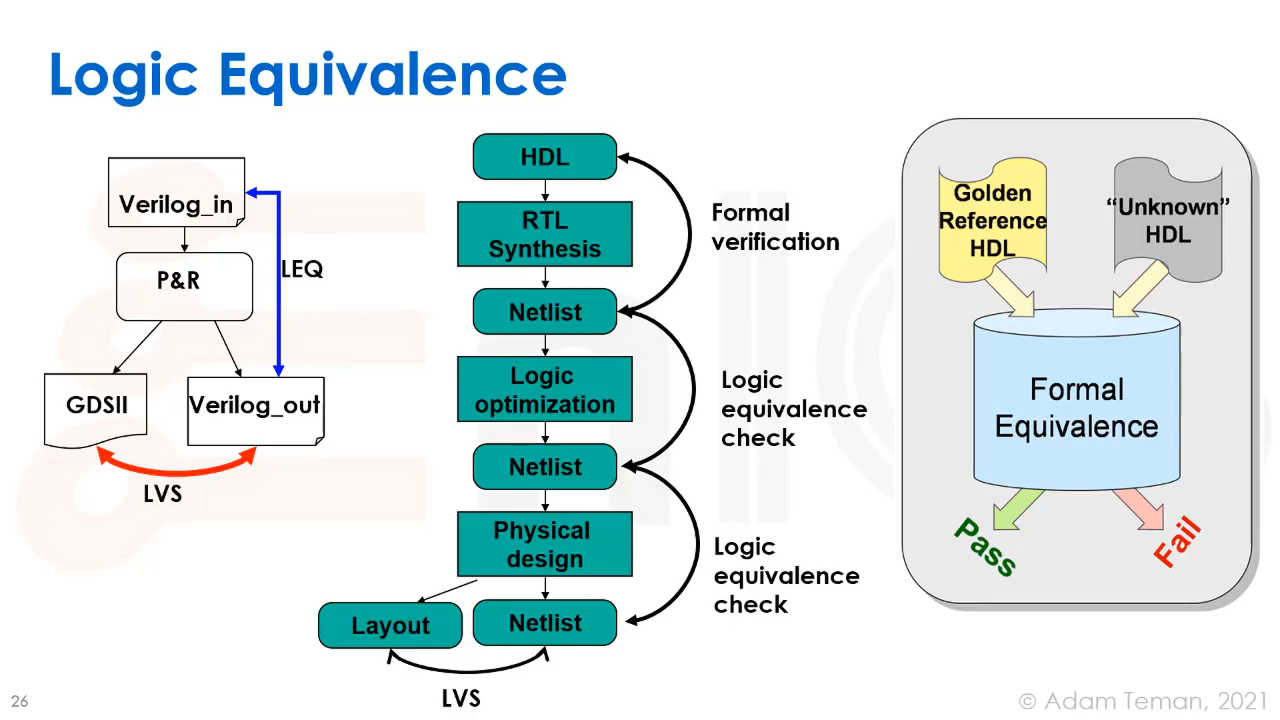 Logic Equivalence
Verilog_in
P&R
LEQ
GDSII
Verilog_out
LVS
HDL
RTL
Synthesis
Netlist
Logic
optimization
Netlist
Physical
design
Layout
Netlist
LVS
Formal
verification
Logic
equivalence
check
Logic
equivalence
check
Golden
Reference
HDL
“Unknown”
HDL
Formal
Equivalence
Pass
Fail
26
© Adam Teman, 2021